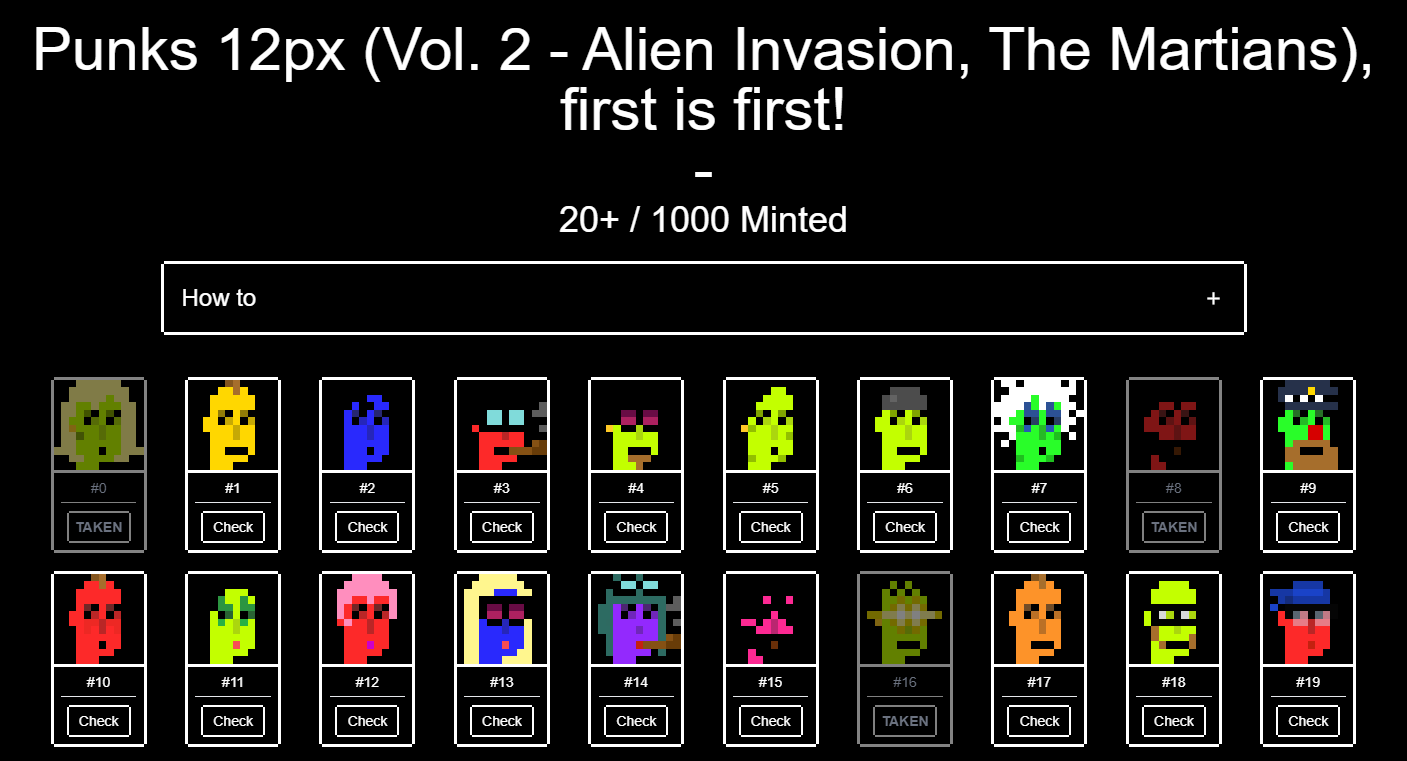 Punks 12px (Vol. 2 - Alien Invasion, The Martians),
first is first!
-
20+ / 1000 Minted
How to +
#0 #1 #2 #3 #4 #5 #6 #7 #8 #9
TAKEN Check Check Check Check Check Check Check TAKEN Check
#10 #11 #12 #13 #14 #15 #16 #17 #18 #19
Check Check Check Check Check Check TAKEN Check Check Check